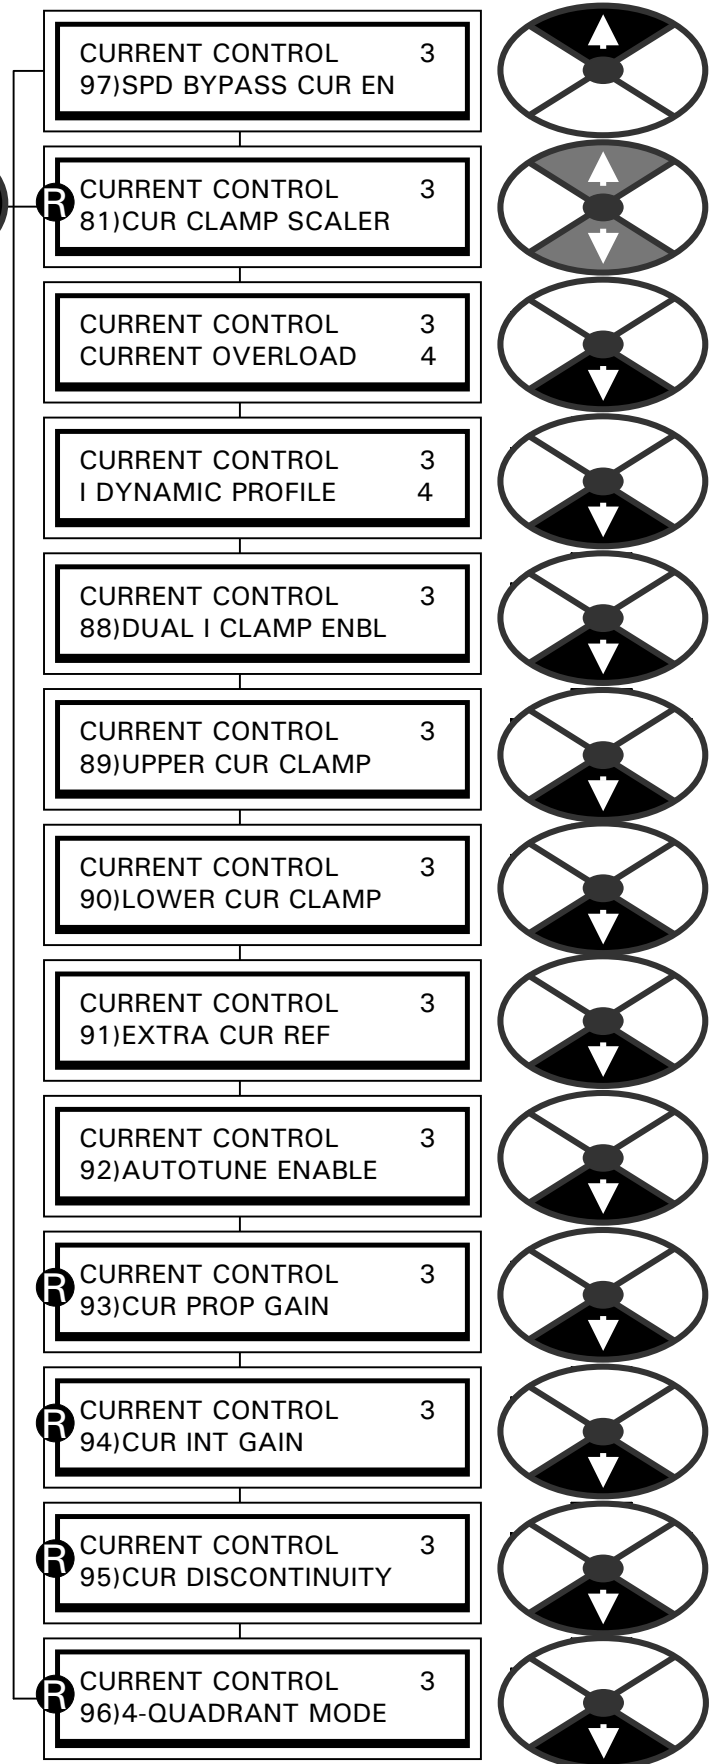 CURRENT CONTROL 3
97)SPD BYPASS CUR EN
R
CURRENT CONTROL 3
81)CUR CLAMP SCALER
CURRENT CONTROL 3
CURRENT OVERLOAD 4
CURRENT CONTROL 3
I DYNAMIC PROFILE 4
CURRENT CONTROL 3
88)DUAL I CLAMP ENBL
CURRENT CONTROL 3
89)UPPER CUR CLAMP
CURRENT CONTROL 3
90)LOWER CUR CLAMP
CURRENT CONTROL 3
91)EXTRA CUR REF
CURRENT CONTROL 3
92)AUTOTUNE ENABLE
R
CURRENT CONTROL 3
93)CUR PROP GAIN
R
CURRENT CONTROL 3
94)CUR INT GAIN
R
CURRENT CONTROL 3
95)CUR DISCONTINUITY
R
CURRENT CONTROL 3
96)4-QUADRANT MODE